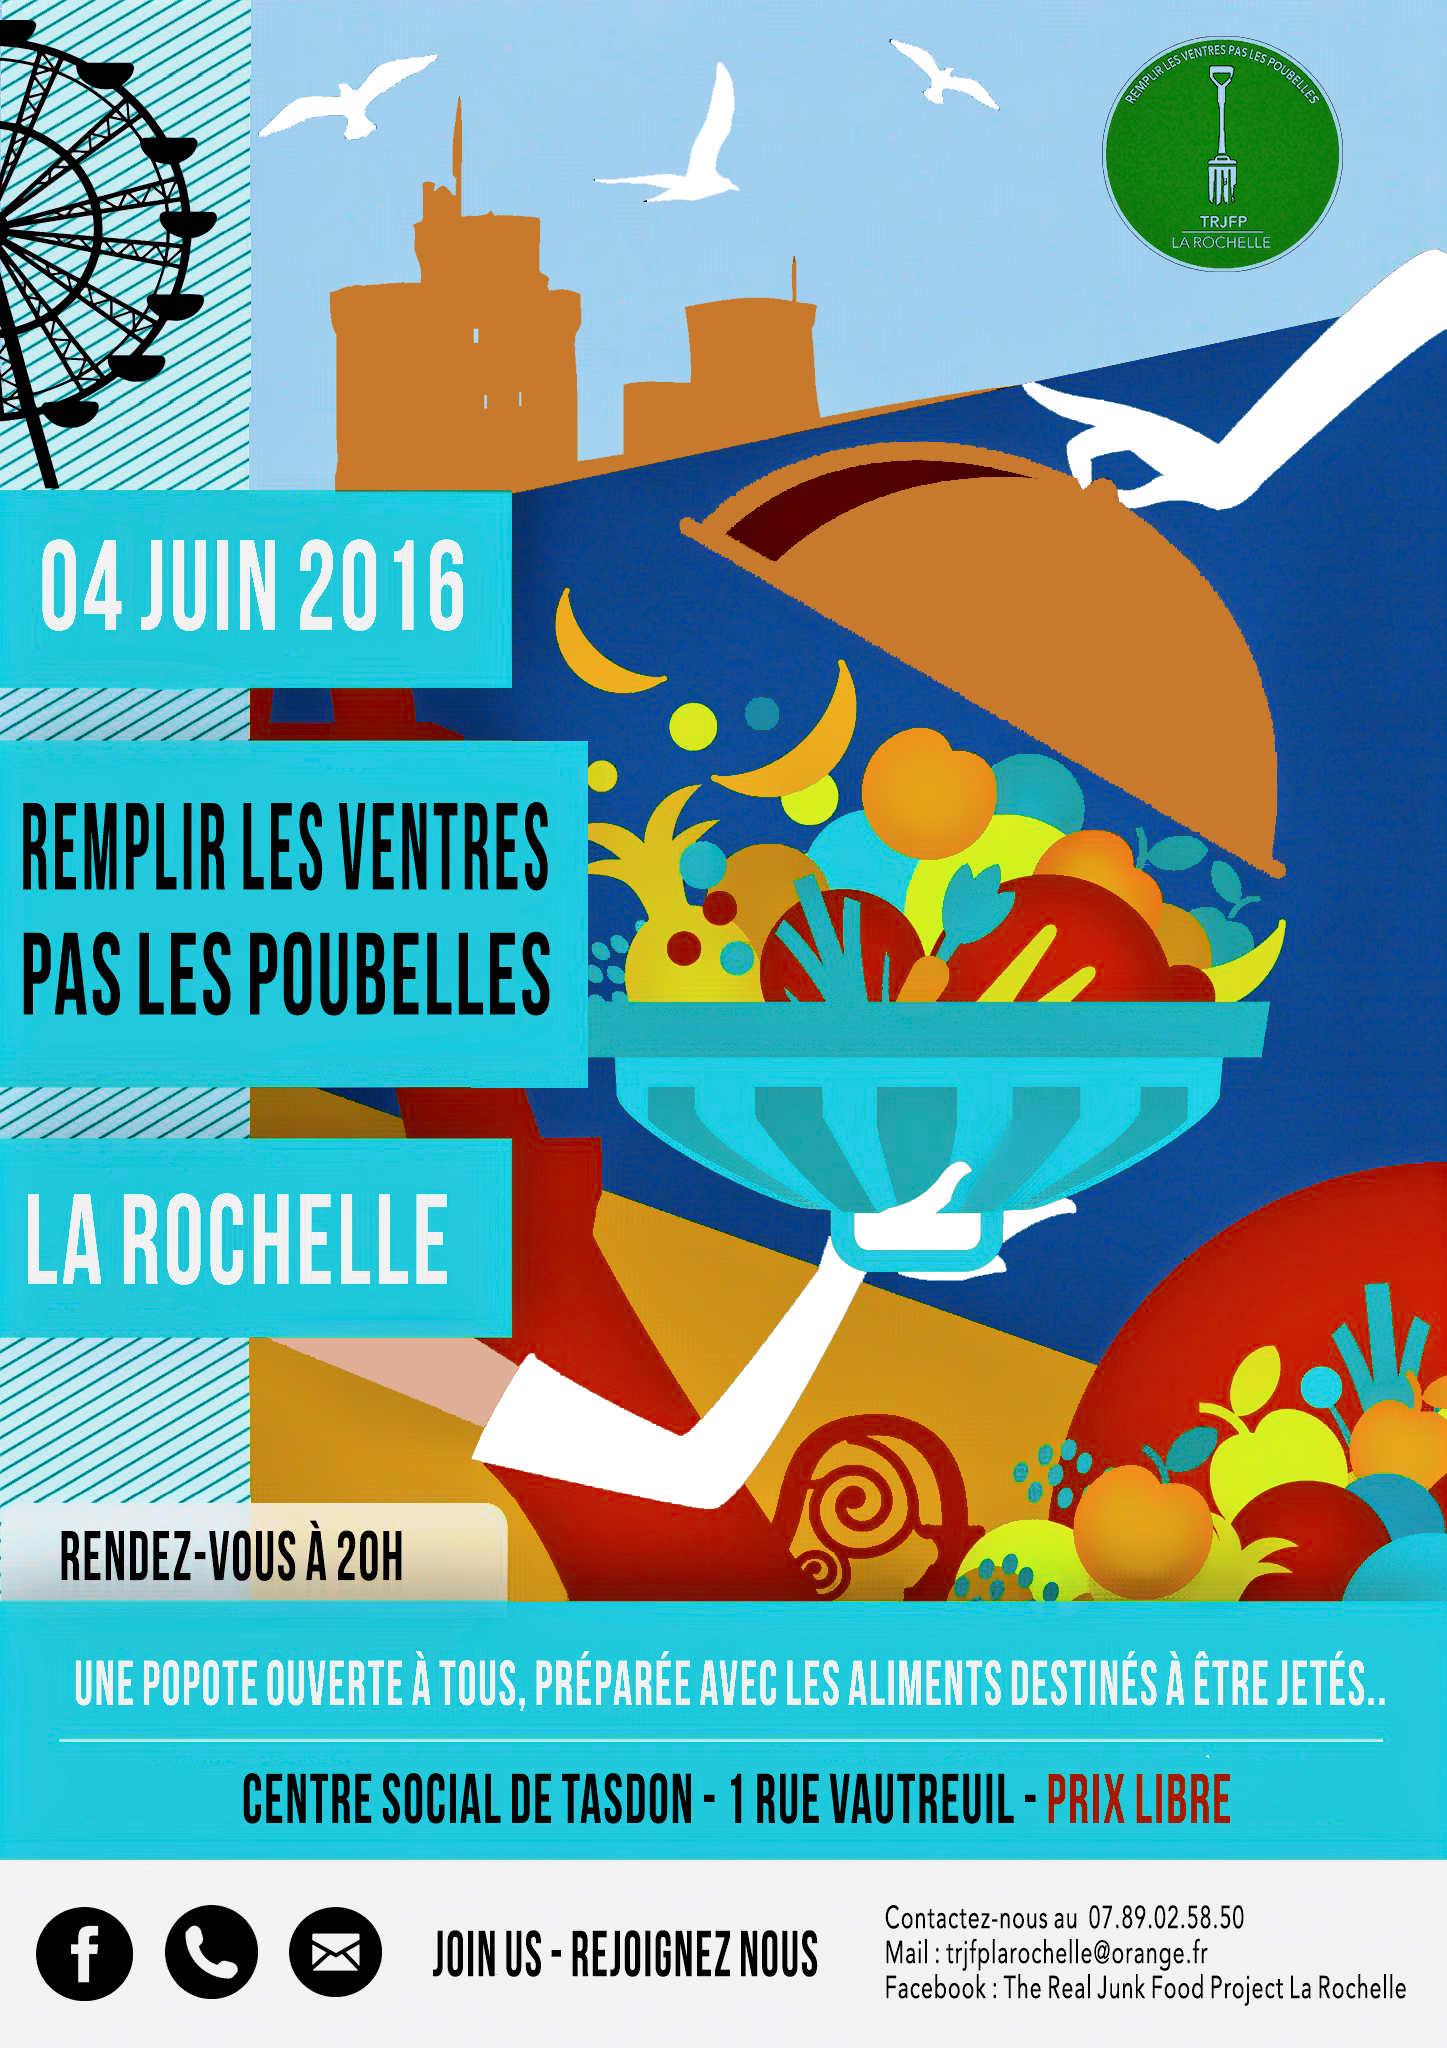 REMPLIR LES VENTRES PAS LES POUBELLES
TRJFP
LA ROCHELLE
04 JUIN 2016
REMPLIR LES VENTRES
PAS LES POUBELLES
LA ROCHELLE
RENDEZ-VOUS À 20H
UNE POPOTE OUVERTE À TOUS, PRÉPARÉE AVEC LES ALIMENTS DESTINÉS À ÊTRE JETÉS..
CENTRE SOCIAL DE TASDON - 1 RUE VAUTREUIL - PRIX LIBRE
JOIN US - REJOIGNEZ NOUS
Contactez-nous au 07.89.02.58.50
Mail : trjfplarochelle@orange.fr
Facebook : The Real Junk Food Project La Rochelle